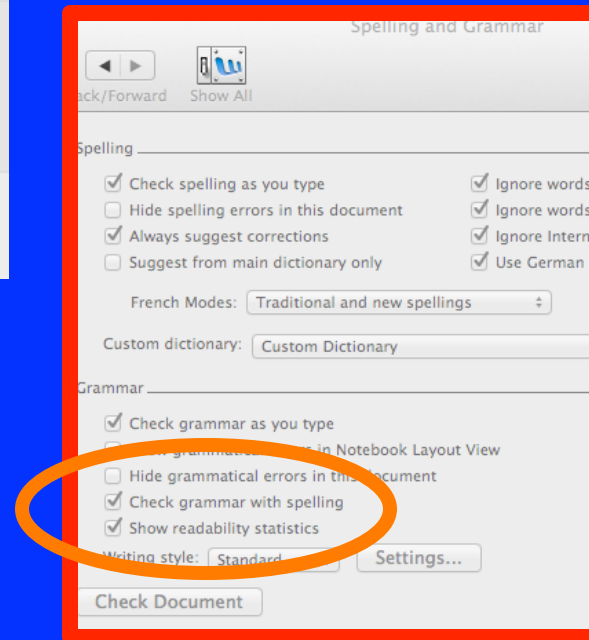 Spelling and Grammar
ack/Forward Show All
Spelling
Check spelling as you type Ignore words
Hide spelling errors in this document Ignore words
Always suggest corrections Ignore Intern
Suggest from main dictionary only Use German
French Modes: Traditional and new spellings
Custom dictionary: Custom Dictionary
Grammar
Check grammar as you type
in Notebook Layout View
Hide grammatical errors in this document
Check grammar with spelling
Show readability statistics
Writing style: Standard Settings...
Check Document